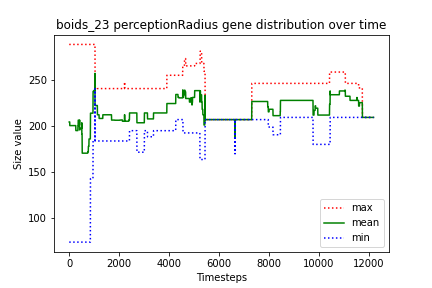 boids_23 perceptionRadius gene distribution over time
Size value
250
200
150
100
0
2000
4000
6000
8000
10000
12000
Timesteps
max
mean
min